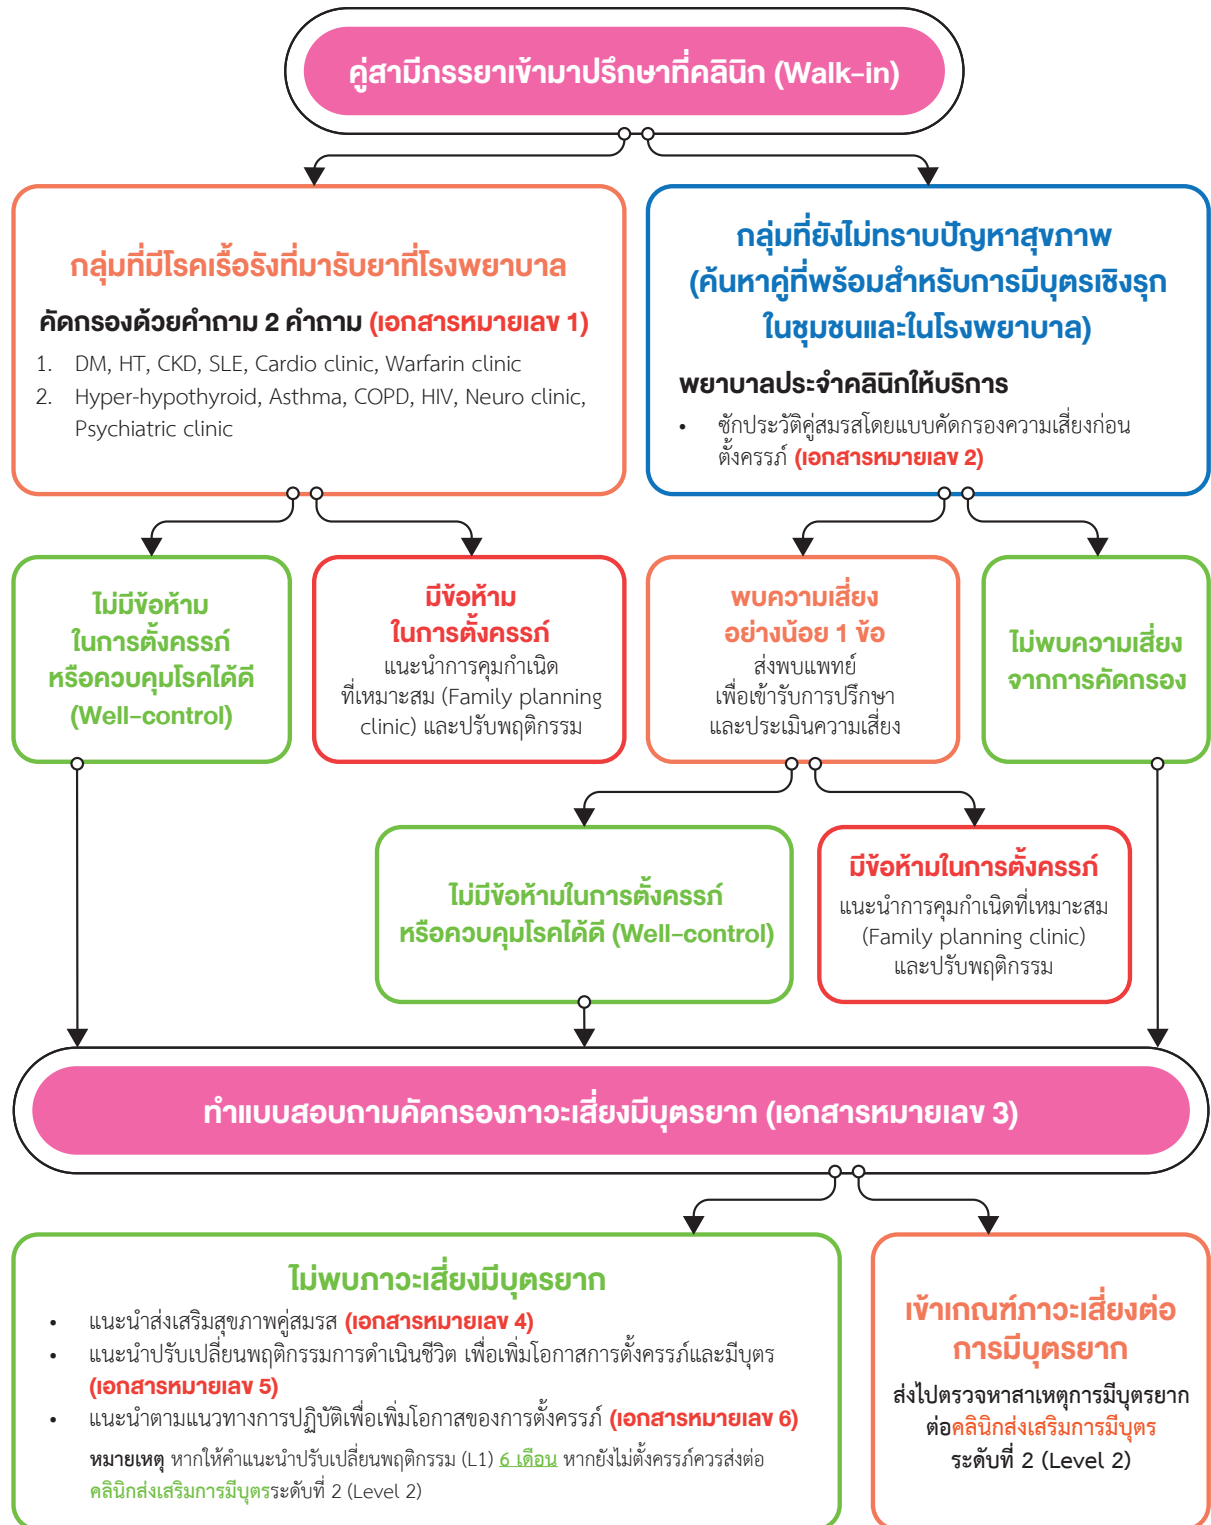 คู่สามีภรรยาเข้ามาปรึกษาที่คลินิก (Walk-in)
กลุ่มที่มีโรคเรื้อรังที่มารับยาที่โรงพยาบาล
คัดกรองด้วยคำถาม 2 คำถาม (เอกสารหมายเลข 1)
1. DM, HT, CKD, SLE, Cardio clinic, Warfarin clinic
2. Hyper-hypothyroid, Asthma, COPD, HIV, Neuro clinic,
Psychiatric clinic
กลุ่มที่ยังไม่ทราบปัญหาสุขภาพ
(ค้นหาคู่ที่พร้อมสำหรับการมีบุตรเชิงรุก
ในชุมชนและในโรงพยาบาล)
พยาบาลประจำคลินิกให้บริการ
• ซักประวัติคู่สมรสโดยแบบคัดกรองความเสี่ยงก่อน
ตั้งครรภ์ (เอกสารหมายเลข 2)
ไม่มีข้อห้าม
ในการตั้งครรภ์
หรือควบคุมโรคได้ดี
(Well-control)
มีข้อห้าม
ในการตั้งครรภ์
แนะนำการคุมกำเนิด
ที่เหมาะสม (Family planning
clinic) และปรับพฤติกรรม
พบความเสี่ยง
อย่างน้อย 1 ข้อ
ส่งพบแพทย์
เพื่อเข้ารับการปรึกษา
และประเมินความเสี่ยง
ไม่พบความเสี่ยง
จากการคัดกรอง
ไม่มีข้อห้ามในการตั้งครรภ์
หรือควบคุมโรคได้ดี (Well-control)
มีข้อห้ามในการตั้งครรภ์
แนะนำการคุมกำเนิดที่เหมาะสม
(Family planning clinic)
และปรับพฤติกรรม
ทำแบบสอบถามคัดกรองภาวะเสี่ยงมีบุตรยาก (เอกสารหมายเลข 3)
ไม่พบภาวะเสี่ยงมีบุตรยาก
• แนะนำส่งเสริมสุขภาพคู่สมรส (เอกสารหมายเลข 4)
• แนะนำปรับเปลี่ยนพฤติกรรมการดำเนินชีวิต เพื่อเพิ่มโอกาสการตั้งครรภ์และมีบุตร
(เอกสารหมายเลข 5)
• แนะนำตามแนวทางการปฏิบัติเพื่อเพิ่มโอกาสของการตั้งครรภ์ (เอกสารหมายเลข 6)
หมายเหตุ หากให้คำแนะนำปรับเปลี่ยนพฤติกรรม (L1) 6 เดือน หากยังไม่ตั้งครรภ์ควรส่งต่อ
คลินิกส่งเสริมการมีบุตรระดับที่ 2 (Level 2)
เข้าเกณฑ์ภาวะเสี่ยงต่อ
การมีบุตรยาก
ส่งไปตรวจหาสาเหตุการมีบุตรยาก
ต่อคลินิกส่งเสริมการมีบุตร
ระดับที่ 2 (Level 2)